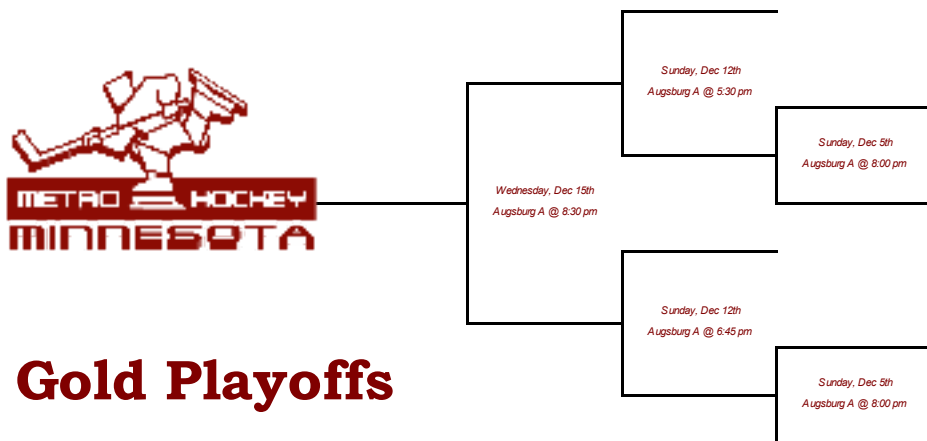 Sunday, Dec 12th
Augsburg A @ 5:30 pm
Sunday, Dec 5th
Augsburg A @ 8:00 pm
Wednesday, Dec 15th
Augsburg A @ 8:30 pm
METRO HOCKEY
MINNESOTA
Sunday, Dec 12th
Augsburg A @ 6:45 pm
Gold Playoffs
Sunday, Dec 5th
Augsburg A @ 8:00 pm